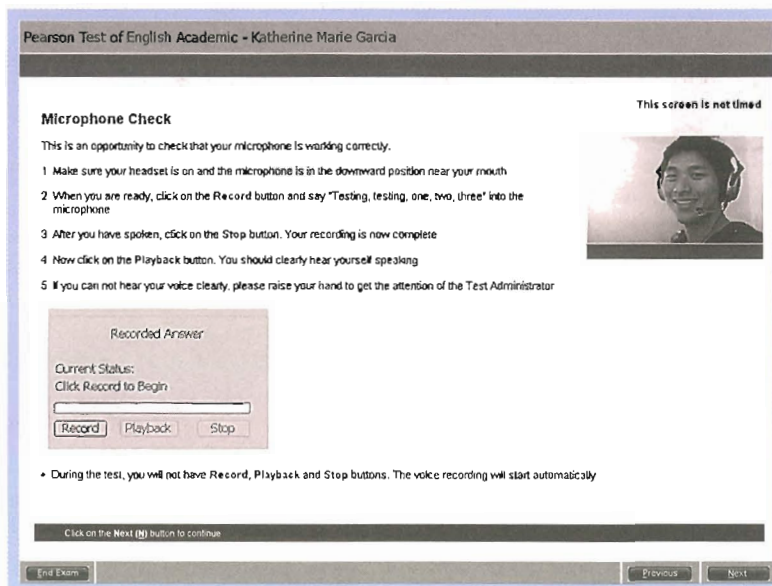 Pearson Test of English Academic - Katherine Marie Garcia
This screen is not timed
Microphone Check
This is an opportunity to check that your microphone is working correctly.
1 Make sure your headset is on and the microphone is in the downward position near your mouth
2 When you are ready, click on the Record button and say "Testing, testing, one, two, three" into the
microphone
3 After you have spoken, click on the Stop button. Your recording is now complete
4 Now click on the Playback button. You should clearly hear yourself speaking
5 If you can not hear your voice clearly, please raise your hand to get the attention of the Test Administrator
Recorded Answer
Current Status:
Click Record to Begin
Record Playback Stop
• During the test, you will not have Record, Playback and Stop buttons. The voice recording will start automatically
Click on the Next (N) button to continue
End Exam Previous Next